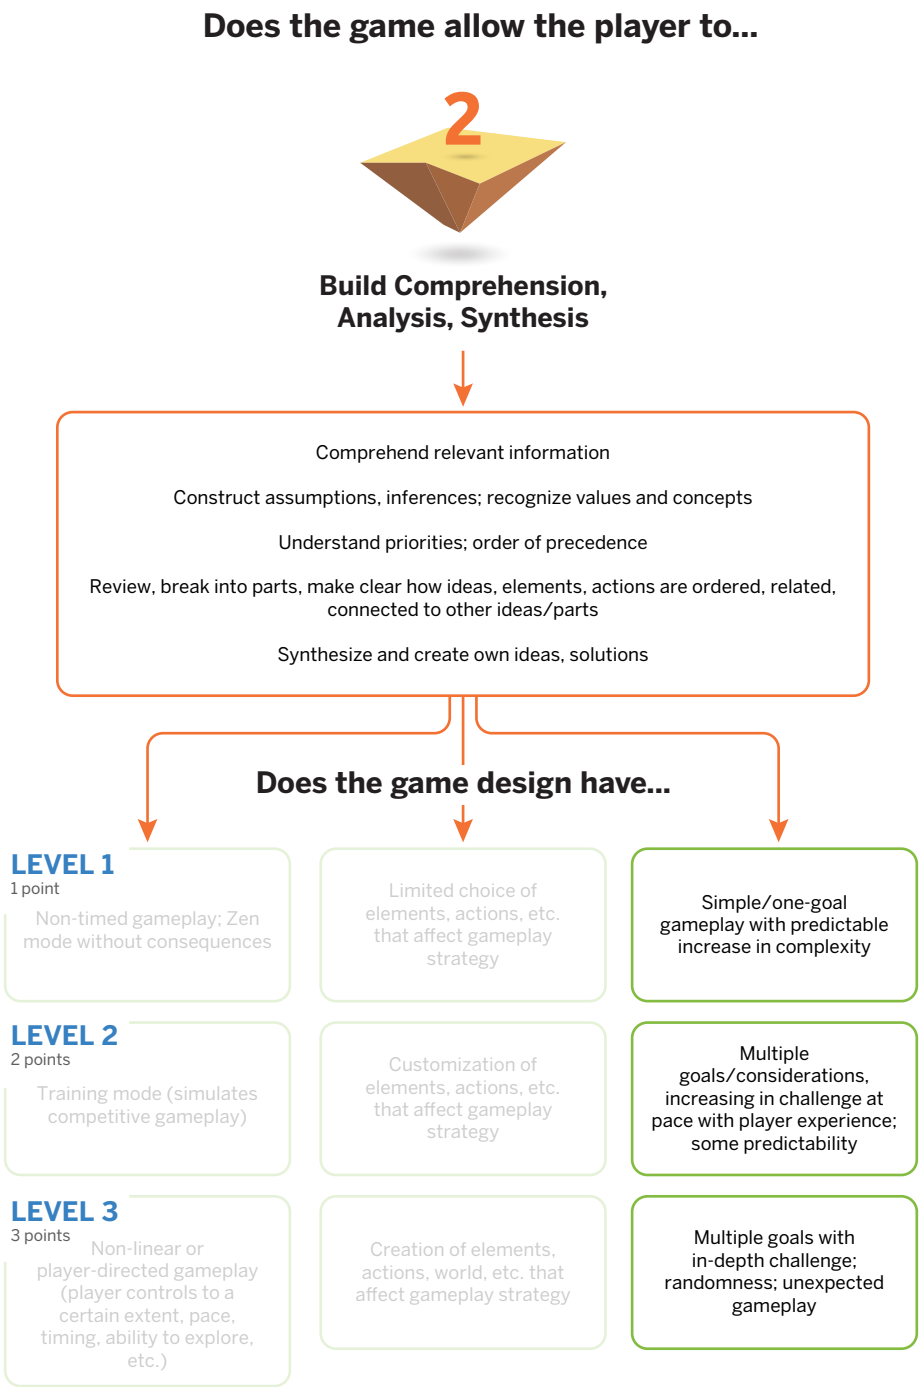 Does the game allow the player to...
2
Build Comprehension,
Analysis, Synthesis
Comprehend relevant information
Construct assumptions, inferences; recognize values and concepts
Understand priorities; order of precedence
Review, break into parts, make clear how ideas, elements, actions are ordered, related,
connected to other ideas/parts
Synthesize and create own ideas, solutions
Does the game design have...
LEVEL 1
1 point
Non-timed gameplay; Zen
mode without consequences
Limited choice of
elements, actions, etc.
that affect gameplay
strategy
Simple/one-goal
gameplay with predictable
increase in complexity
LEVEL 2
2 points
Training mode (simulates
competitive gameplay)
Customization of
elements, actions, etc.
that affect gameplay
strategy
Multiple
goals/considerations,
increasing in challenge at
pace with player experience;
some predictability
LEVEL 3
3 points
Non-linear or
player-directed gameplay
(player controls to a
certain extent, pace,
timing, ability to explore,
etc.)
Creation of elements,
actions, world, etc. that
affect gameplay strategy
Multiple goals with
in-depth challenge;
randomness; unexpected
gameplay